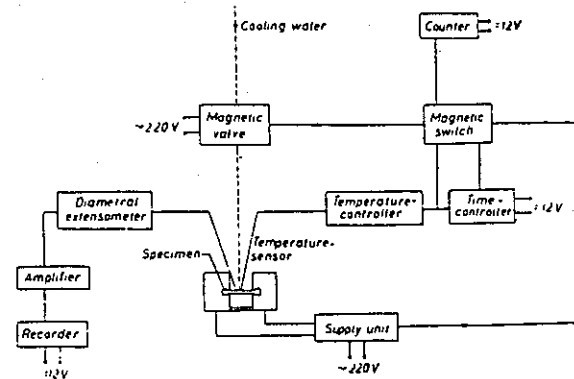 Cooling water
Counter
=12V
~220V
Magnetic
valve
Magnetic
switch
Diametral
extensometer
Temperature-
controller
Time-
controller
=12V
Specimen
Temperature-
sensor
Amplifier
Recorder
=12V
Supply unit
~220V